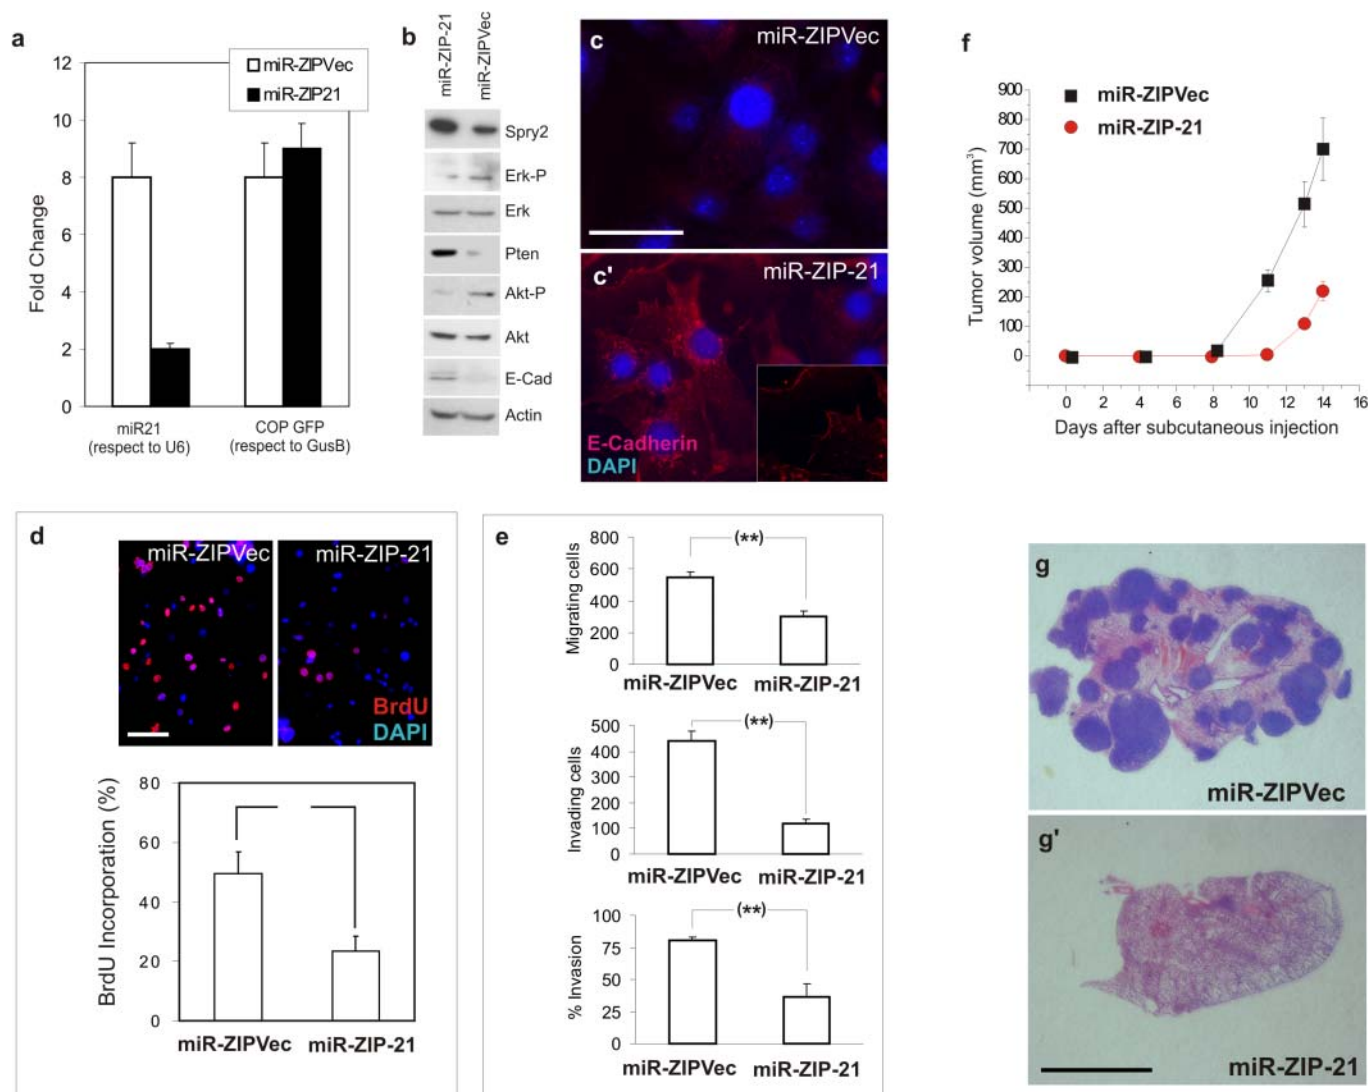 a
miR-ZIPVec
miR-ZIP21
12
10
8
6
4
2
0
Fold Change
miR21
(respect to U6)
COP GFP
(respect to GusB)
b
miR-ZIP-21
miR-ZIPVec
Spry2
Erk-P
Erk
Pten
Akt-P
Akt
E-Cad
Actin
c
miR-ZIPVec
c'
miR-ZIP-21
E-Cadherin
DAPI
f
miR-ZIPVec
miR-ZIP-21
900
800
700
600
500
400
300
200
100
0
Tumor volume (mm³)
0 2 4 6 8 10 12 14 16
Days after subcutaneous injection
d
miR-ZIPVec
miR-ZIP-21
BrdU
DAPI
80
60
40
20
0
BrdU Incorporation (%)
miR-ZIPVec miR-ZIP-21
e
800
600
400
200
0
Migrating cells
(**)
miR-ZIPVec miR-ZIP-21
500
400
300
200
100
0
Invading cells
(**)
miR-ZIPVec miR-ZIP-21
100
75
50
25
0
% Invasion
(**)
miR-ZIPVec miR-ZIP-21
g
miR-ZIPVec
g'
miR-ZIP-21